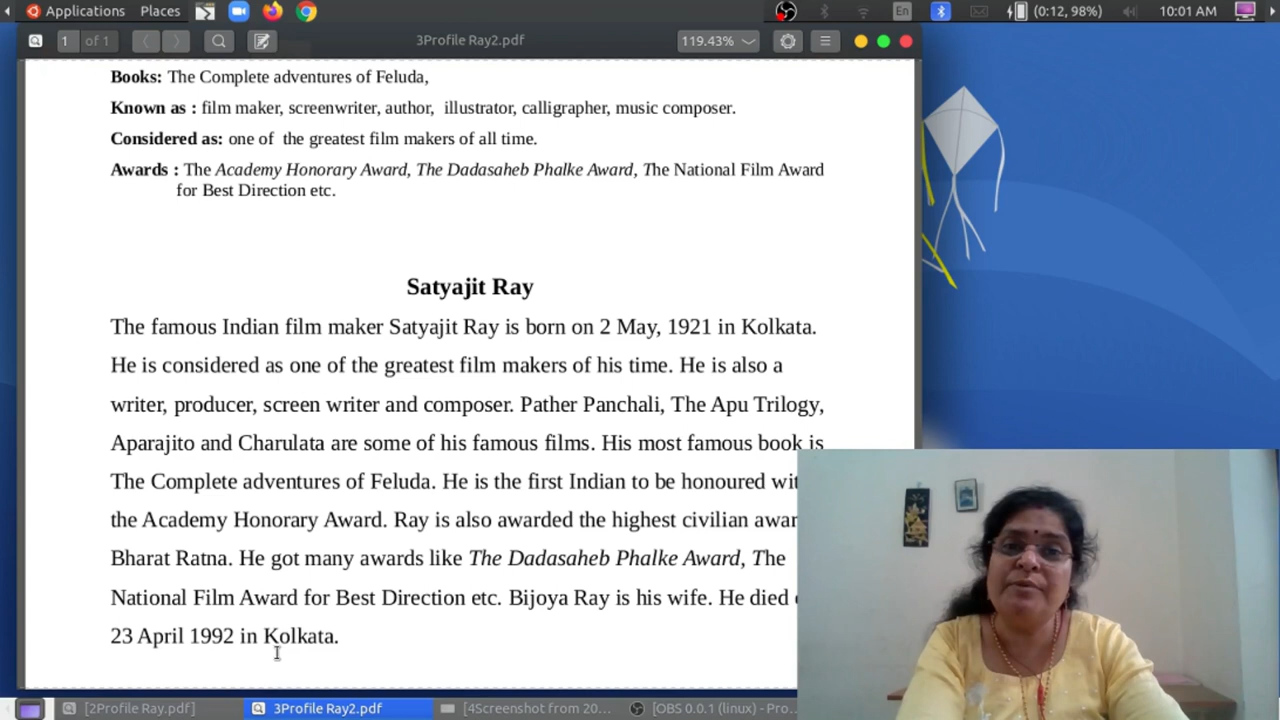 Applications Places En (0:12, 98%) 10:01 AM
1 of 1 3Profile Ray2.pdf 119.43%
Books: The Complete adventures of Feluda,
Known as : film maker, screenwriter, author, illustrator, calligrapher, music composer.
Considered as: one of the greatest film makers of all time.
Awards : The Academy Honorary Award, The Dadasaheb Phalke Award, The National Film Award
for Best Direction etc.
Satyajit Ray
The famous Indian film maker Satyajit Ray is born on 2 May, 1921 in Kolkata.
He is considered as one of the greatest film makers of his time. He is also a
writer, producer, screen writer and composer. Pather Panchali, The Apu Trilogy,
Aparajito and Charulata are some of his famous films. His most famous book is
The Complete adventures of Feluda. He is the first Indian to be honoured wit
the Academy Honorary Award. Ray is also awarded the highest civilian awar
Bharat Ratna. He got many awards like The Dadasaheb Phalke Award, The
National Film Award for Best Direction etc. Bijoya Ray is his wife. He died
23 April 1992 in Kolkata.
[2Profile Ray.pdf] 3Profile Ray2.pdf [4Screenshot from 20... [OBS 0.0.1 (linux) - Pro...